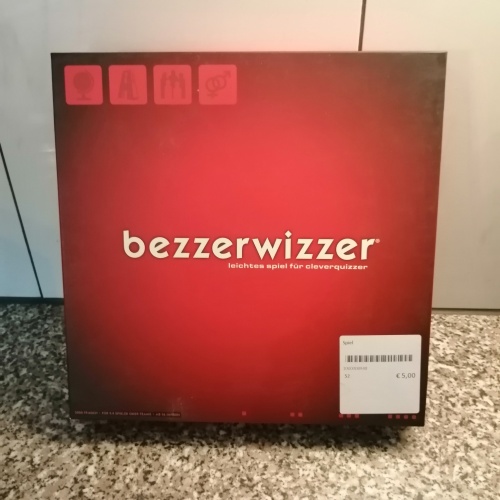 bezzerwizzer®
leichtes spiel für cleverquizzer
Spiel
€ 5,00